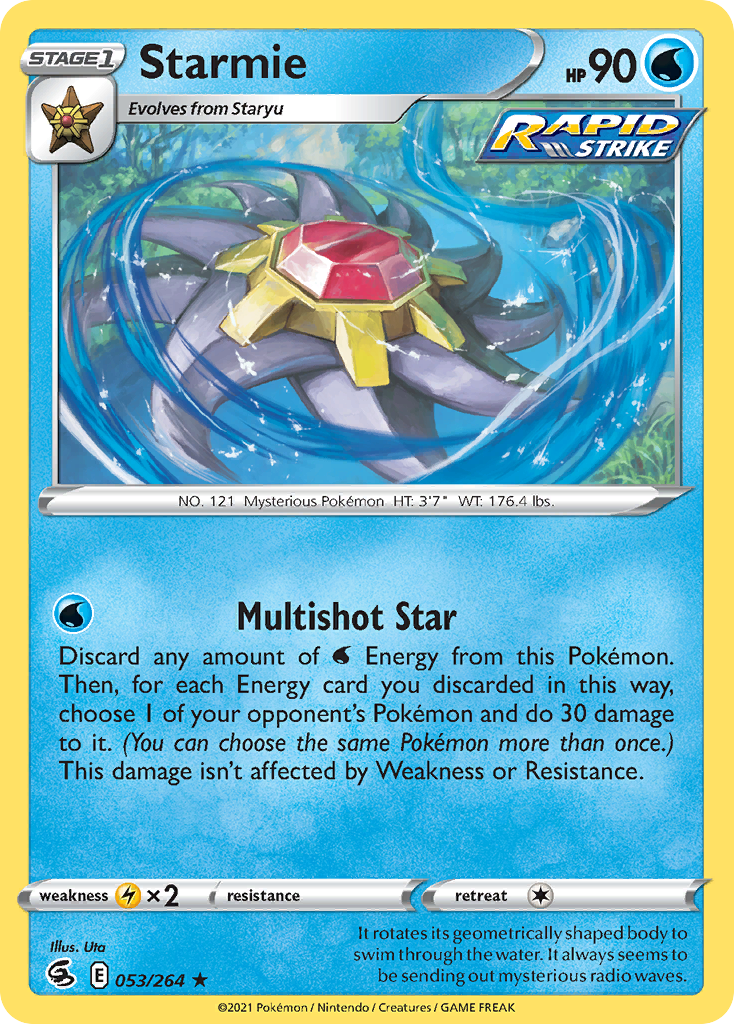 STAGE1
Starmie
HP90
Evolves from Staryu
RAPID
STRIKE
NO. 121 Mysterious Pokémon HT: 3'7" WT: 176.4 lbs.
Multishot Star
Discard any amount of Energy from this Pokémon.
Then, for each Energy card you discarded in this way,
choose 1 of your opponent's Pokémon and do 30 damage
to it. (You can choose the same Pokémon more than once.)
This damage isn't affected by Weakness or Resistance.
weakness ×2 resistance retreat
Illus. Uta
It rotates its geometrically shaped body to
swim through the water. It always seems to
be sending out mysterious radio waves.
E 053/264 ★
©2021 Pokémon / Nintendo / Creatures / GAME FREAK